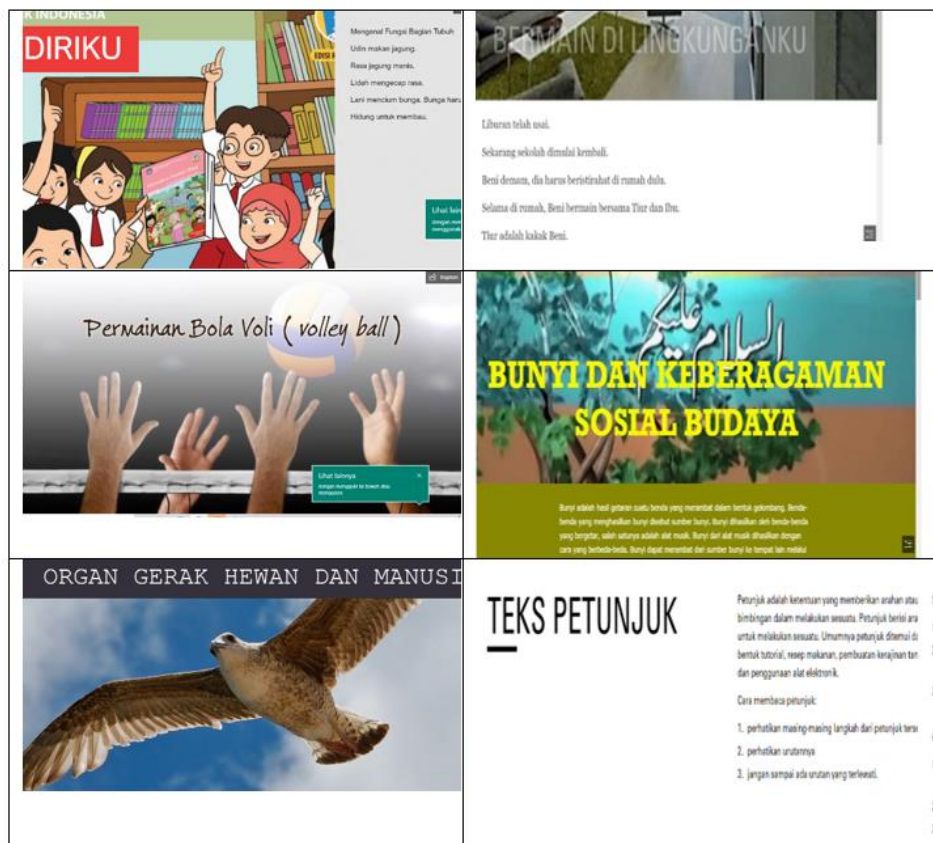 K INDONESIA
DIRIKU
EDISI
Mengenal Fungsi Bagian Tubuh
Udin makan jagung.
Rasa jagung manis.
Lidah mengecap rasa.
Lani mencium bunga. Bunga haru
Hidung untuk membau.
Lihat lain
BERMAIN DI LINGKUNGANKU
Liburan telah usai.
Sekarang sekolah dimulai kembali.
Beni demam, dia harus beristirahat di rumah dulu.
Selama di rumah, Beni bermain bersama Tiur dan Ibu.
Tiur adalah kakak Beni.
Bagikan
Permainan Bola Voli ( volley ball )
Lihat lainnya
السلام عليكم
BUNYI DAN KEBERAGAMAN
SOSIAL BUDAYA
Bunyi adalah hasil getaran suatu benda yang merambat dalam bentuk gelombang. Benda-
benda yang menghasilkan bunyi disebut sumber bunyi. Bunyi dihasilkan oleh benda-benda
yang bergetar, salah satunya adalah alat musik. Bunyi dari alat musik dihasilkan dengan
cara yang berbeda-beda. Bunyi dapat merambat dari sumber bunyi ke tempat lain melalui
ORGAN GERAK HEWAN DAN MANUSI
TEKS PETUNJUK
Petunjuk adalah ketentuan yang memberikan arahan atau
bimbingan dalam melakukan sesuatu. Petunjuk berisi ara
untuk melakukan sesuatu. Umumnya petunjuk ditemui da
bentuk tutorial, resep makanan, pembuatan kerajinan tan
dan penggunaan alat elektronik.
Cara membaca petunjuk:
1. perhatikan masing-masing langkah dari petunjuk terse
2. perhatikan urutannya
3. jangan sampai ada urutan yang terlewati.